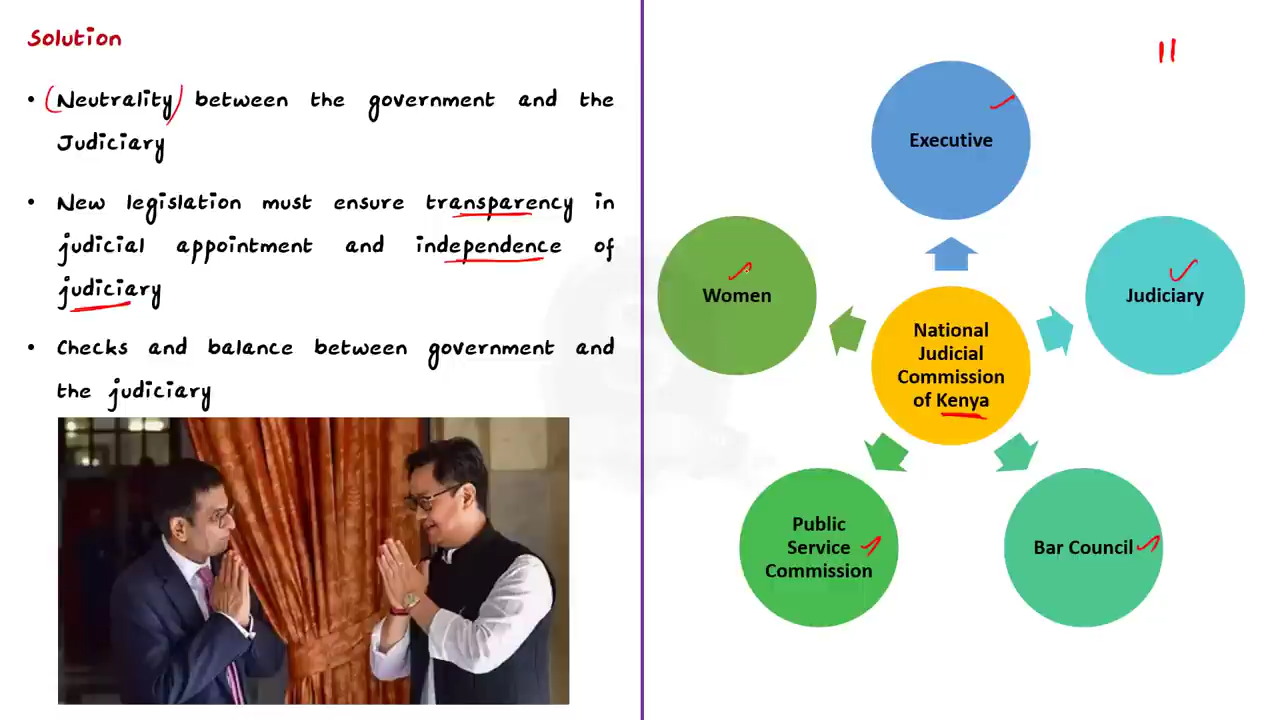 Solution
• (Neutrality) between the government and the
Judiciary
• New legislation must ensure transparency in
judicial appointment and independence of
judiciary
• Checks and balance between government and
the judiciary
11
Executive
Women
Judiciary
National
Judicial
Commission
of Kenya
Public
Service
Commission
Bar Council